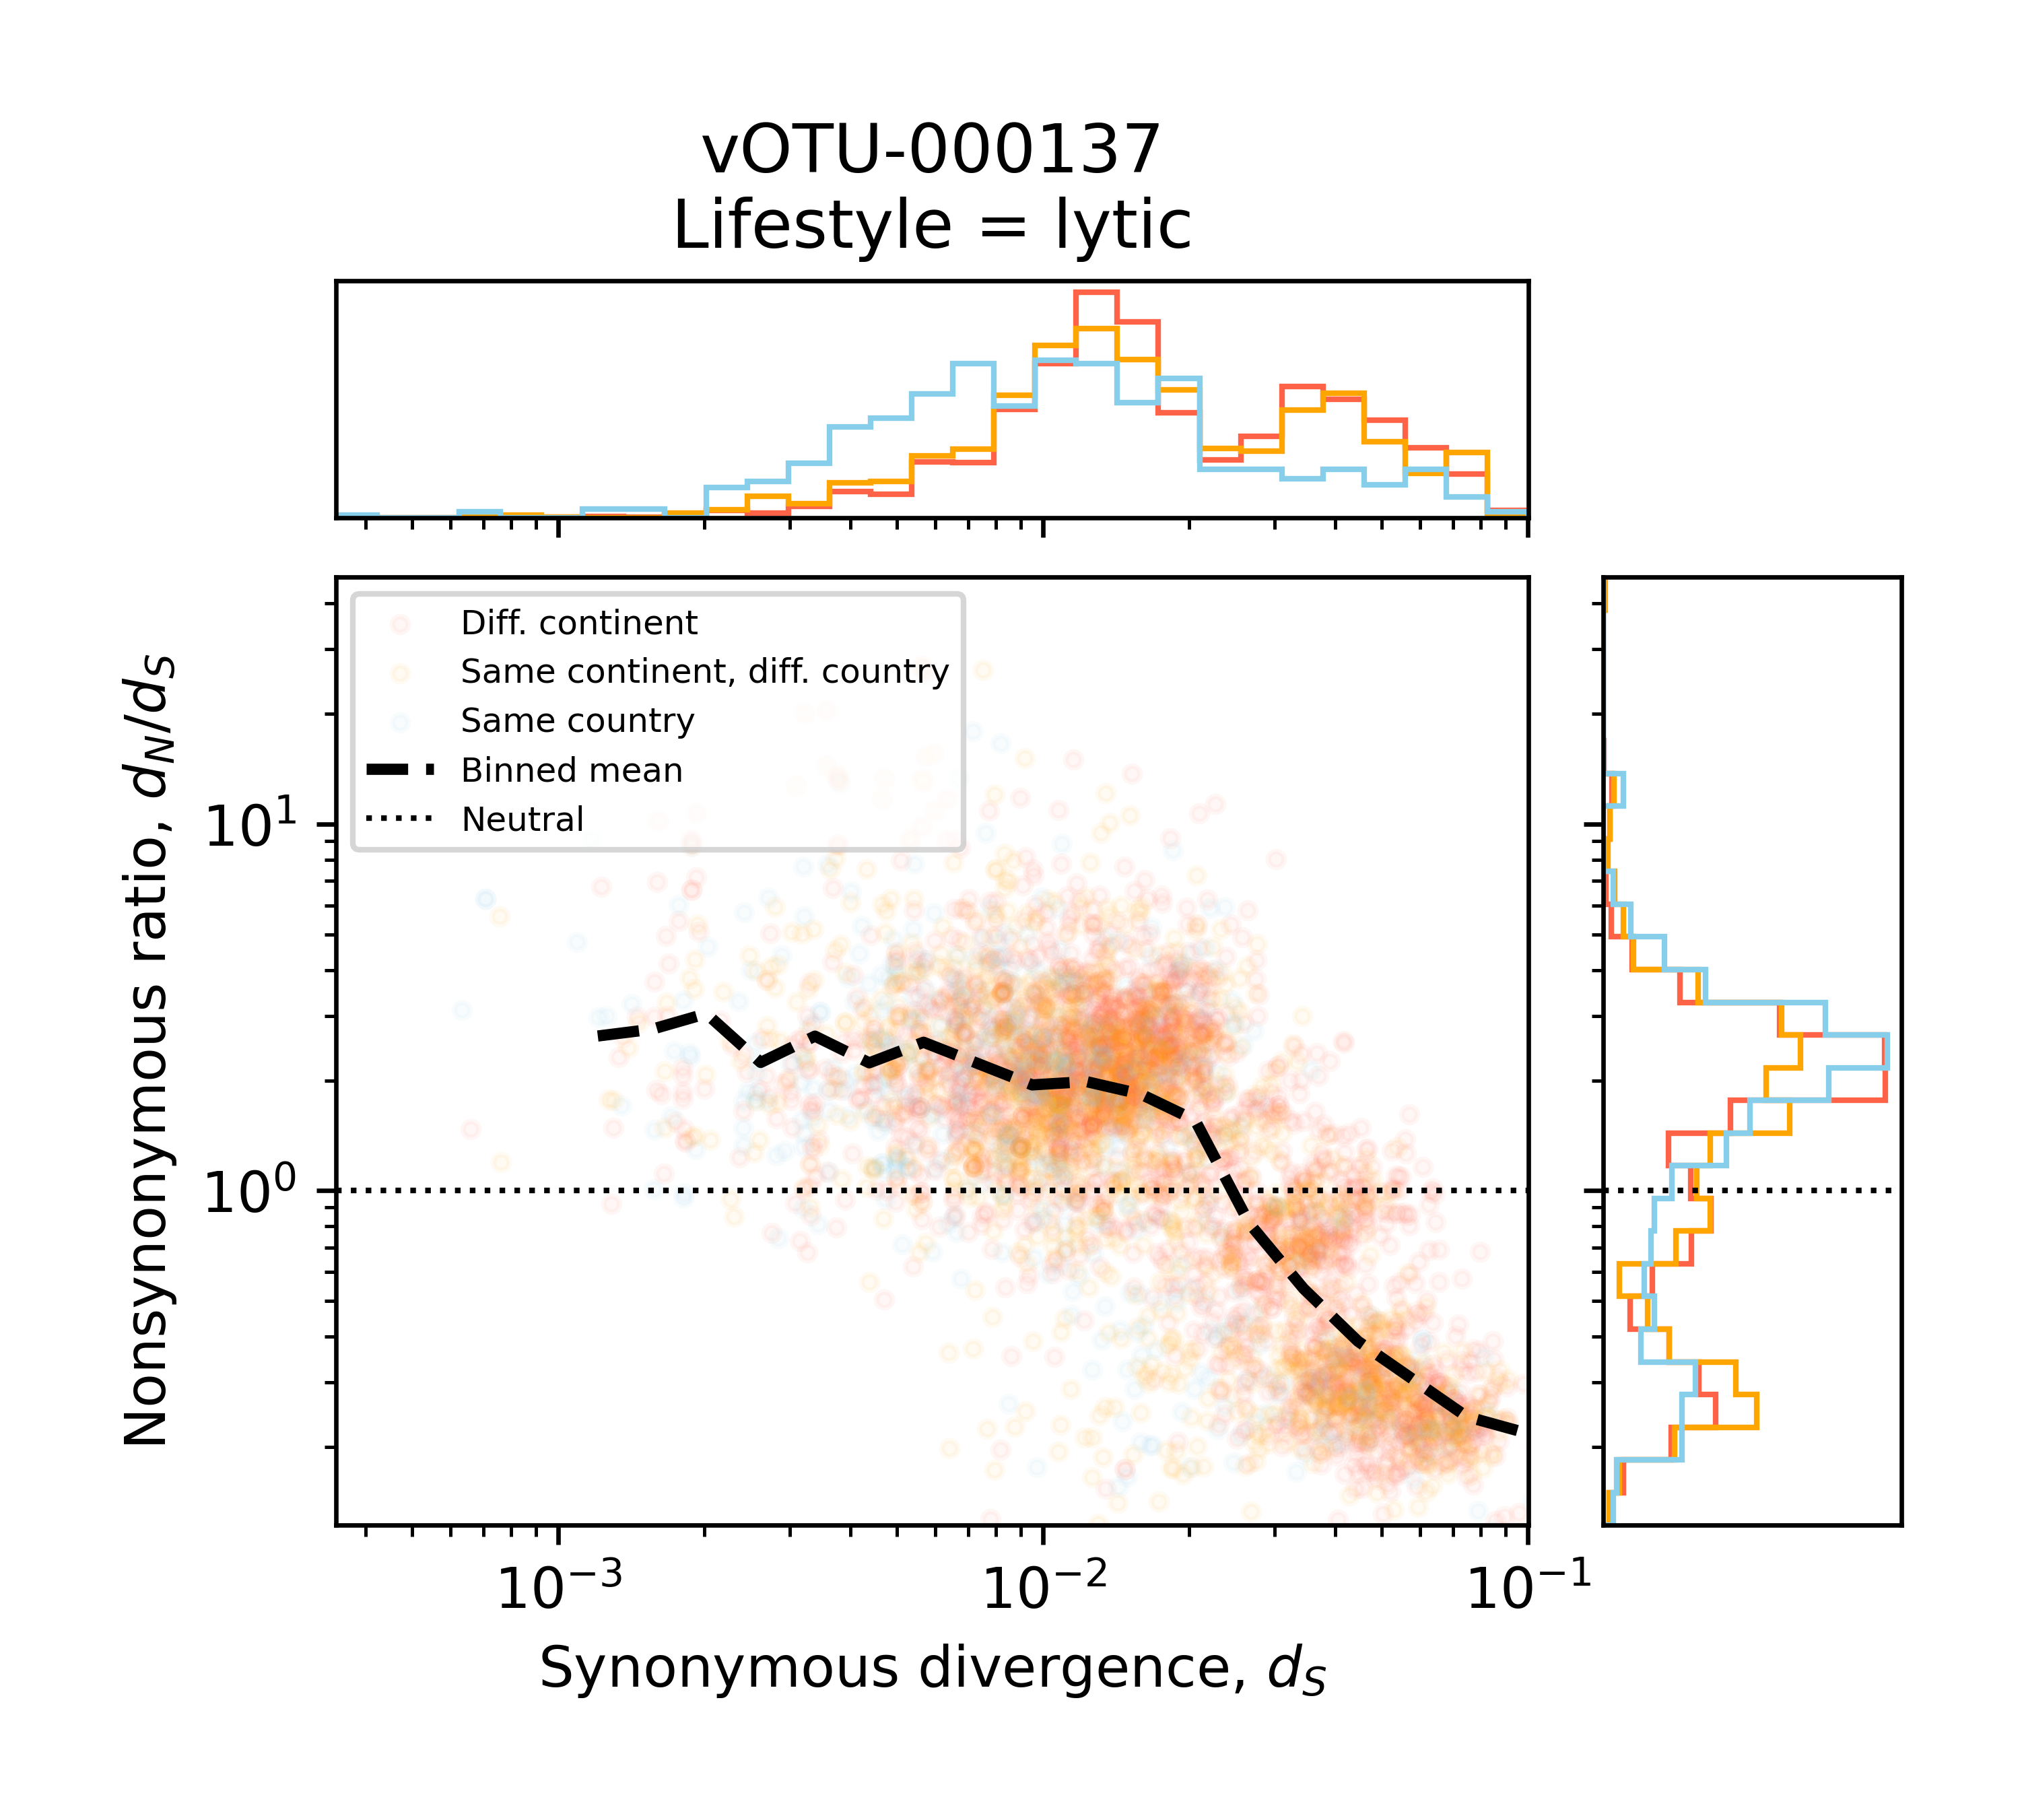 vOTU-000137
Lifestyle = lytic
Diff. continent
Same continent, diff. country
Same country
Binned mean
Neutral
Nonsynonymous ratio, d_N/d_S
10^1
10^0
10^−3
10^−2
10^−1
Synonymous divergence, d_S